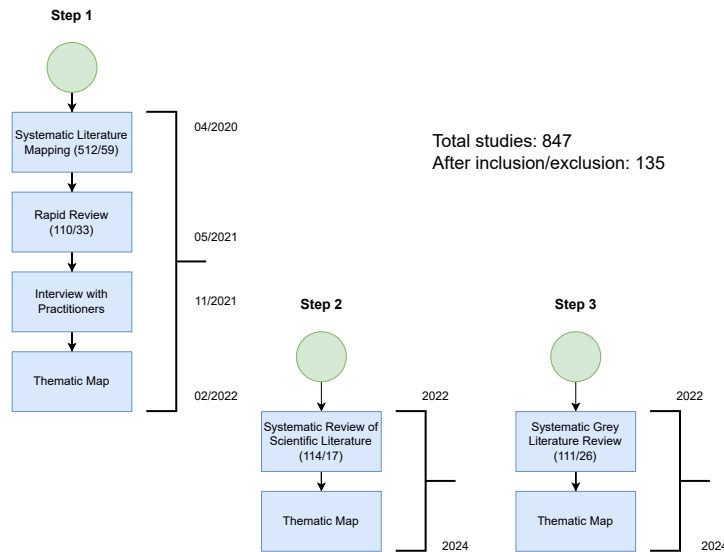 Step 1
Systematic Literature
Mapping (512/59)
Rapid Review
(110/33)
Interview with
Practitioners
Thematic Map
04/2020
05/2021
11/2021
02/2022
Total studies: 847
After inclusion/exclusion: 135
Step 2
Systematic Review of
Scientific Literature
(114/17)
Thematic Map
2022
2024
Step 3
Systematic Grey
Literature Review
(111/26)
Thematic Map
2022
2024